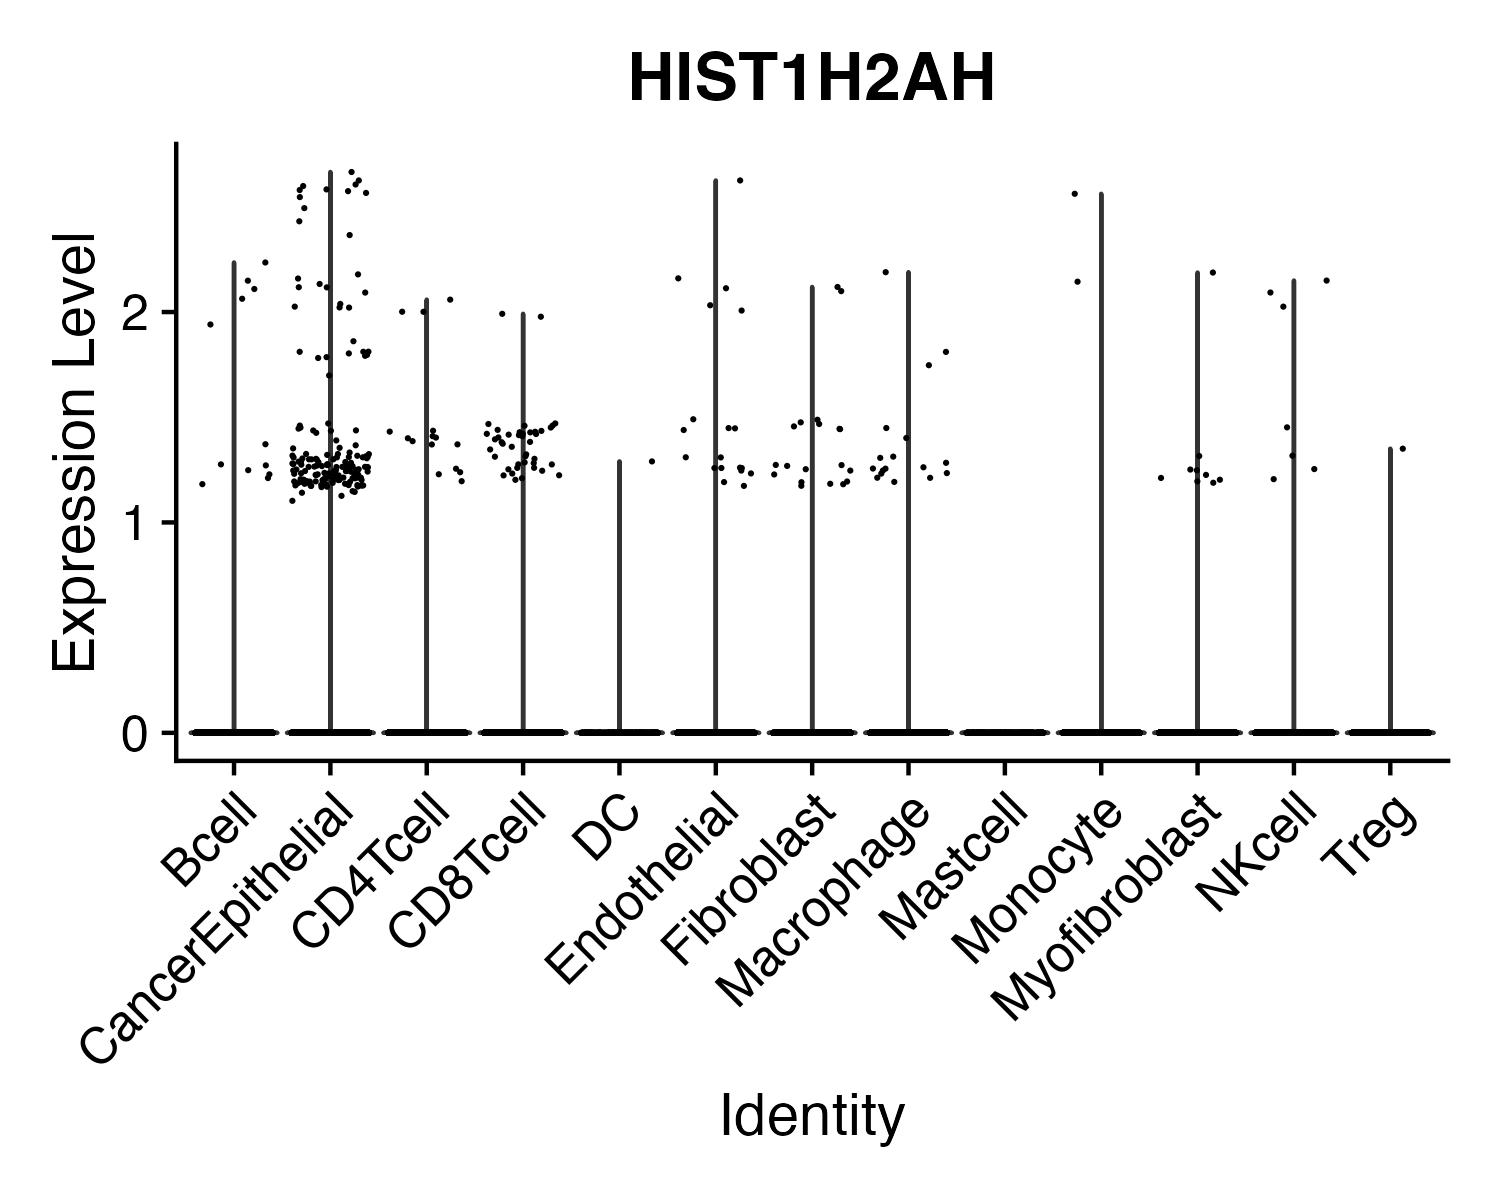 HIST1H2AH
Expression Level
2
1
0
Bcell
CancerEpithelial
CD4Tcell
CD8Tcell
DC
Endothelial
Fibroblast
Macrophage
Mastcell
Monocyte
Myofibroblast
NKcell
Treg
Identity